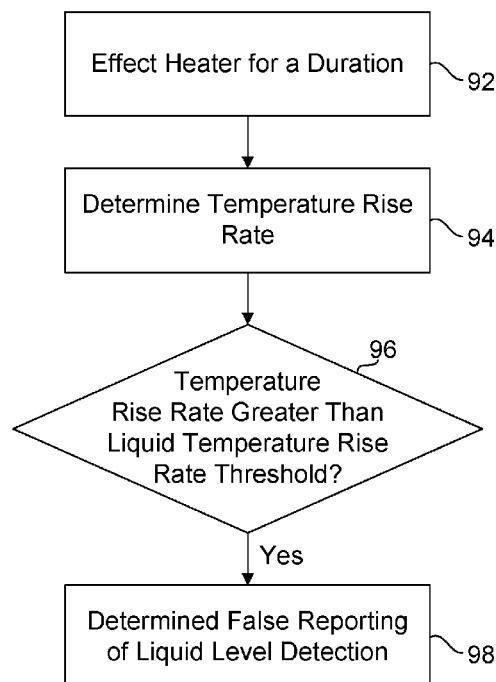 Effect Heater for a Duration
92
Determine Temperature Rise
Rate
94
96
Temperature
Rise Rate Greater Than
Liquid Temperature Rise
Rate Threshold?
Yes
Determined False Reporting
of Liquid Level Detection
98